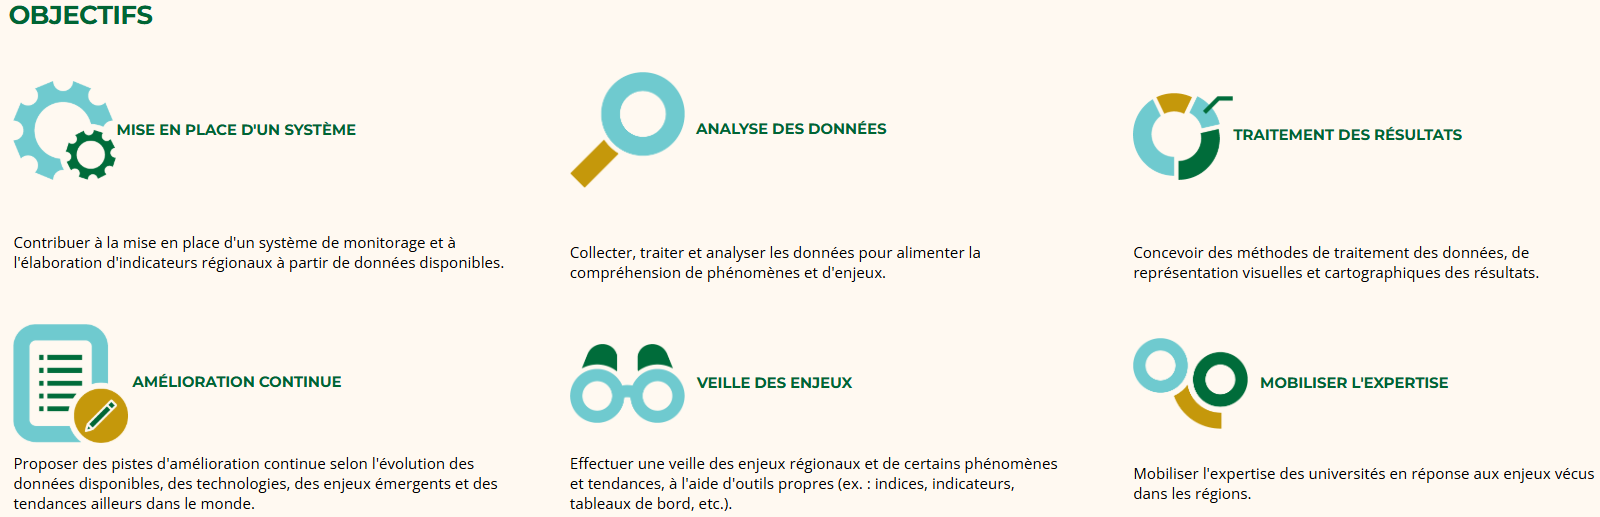 OBJECTIFS
MISE EN PLACE D'UN SYSTÈME
Contribuer à la mise en place d'un système de monitorage et à
l'élaboration d'indicateurs régionaux à partir de données disponibles.
ANALYSE DES DONNÉES
Collecter, traiter et analyser les données pour alimenter la
compréhension de phénomènes et d'enjeux.
TRAITEMENT DES RÉSULTATS
Concevoir des méthodes de traitement des données, de
représentation visuelles et cartographiques des résultats.
AMÉLIORATION CONTINUE
Proposer des pistes d'amélioration continue selon l'évolution des
données disponibles, des technologies, des enjeux émergents et des
tendances ailleurs dans le monde.
VEILLE DES ENJEUX
Effectuer une veille des enjeux régionaux et de certains phénomènes
et tendances, à l'aide d'outils propres (ex. : indices, indicateurs,
tableaux de bord, etc.).
MOBILISER L'EXPERTISE
Mobiliser l'expertise des universités en réponse aux enjeux vécus
dans les régions.